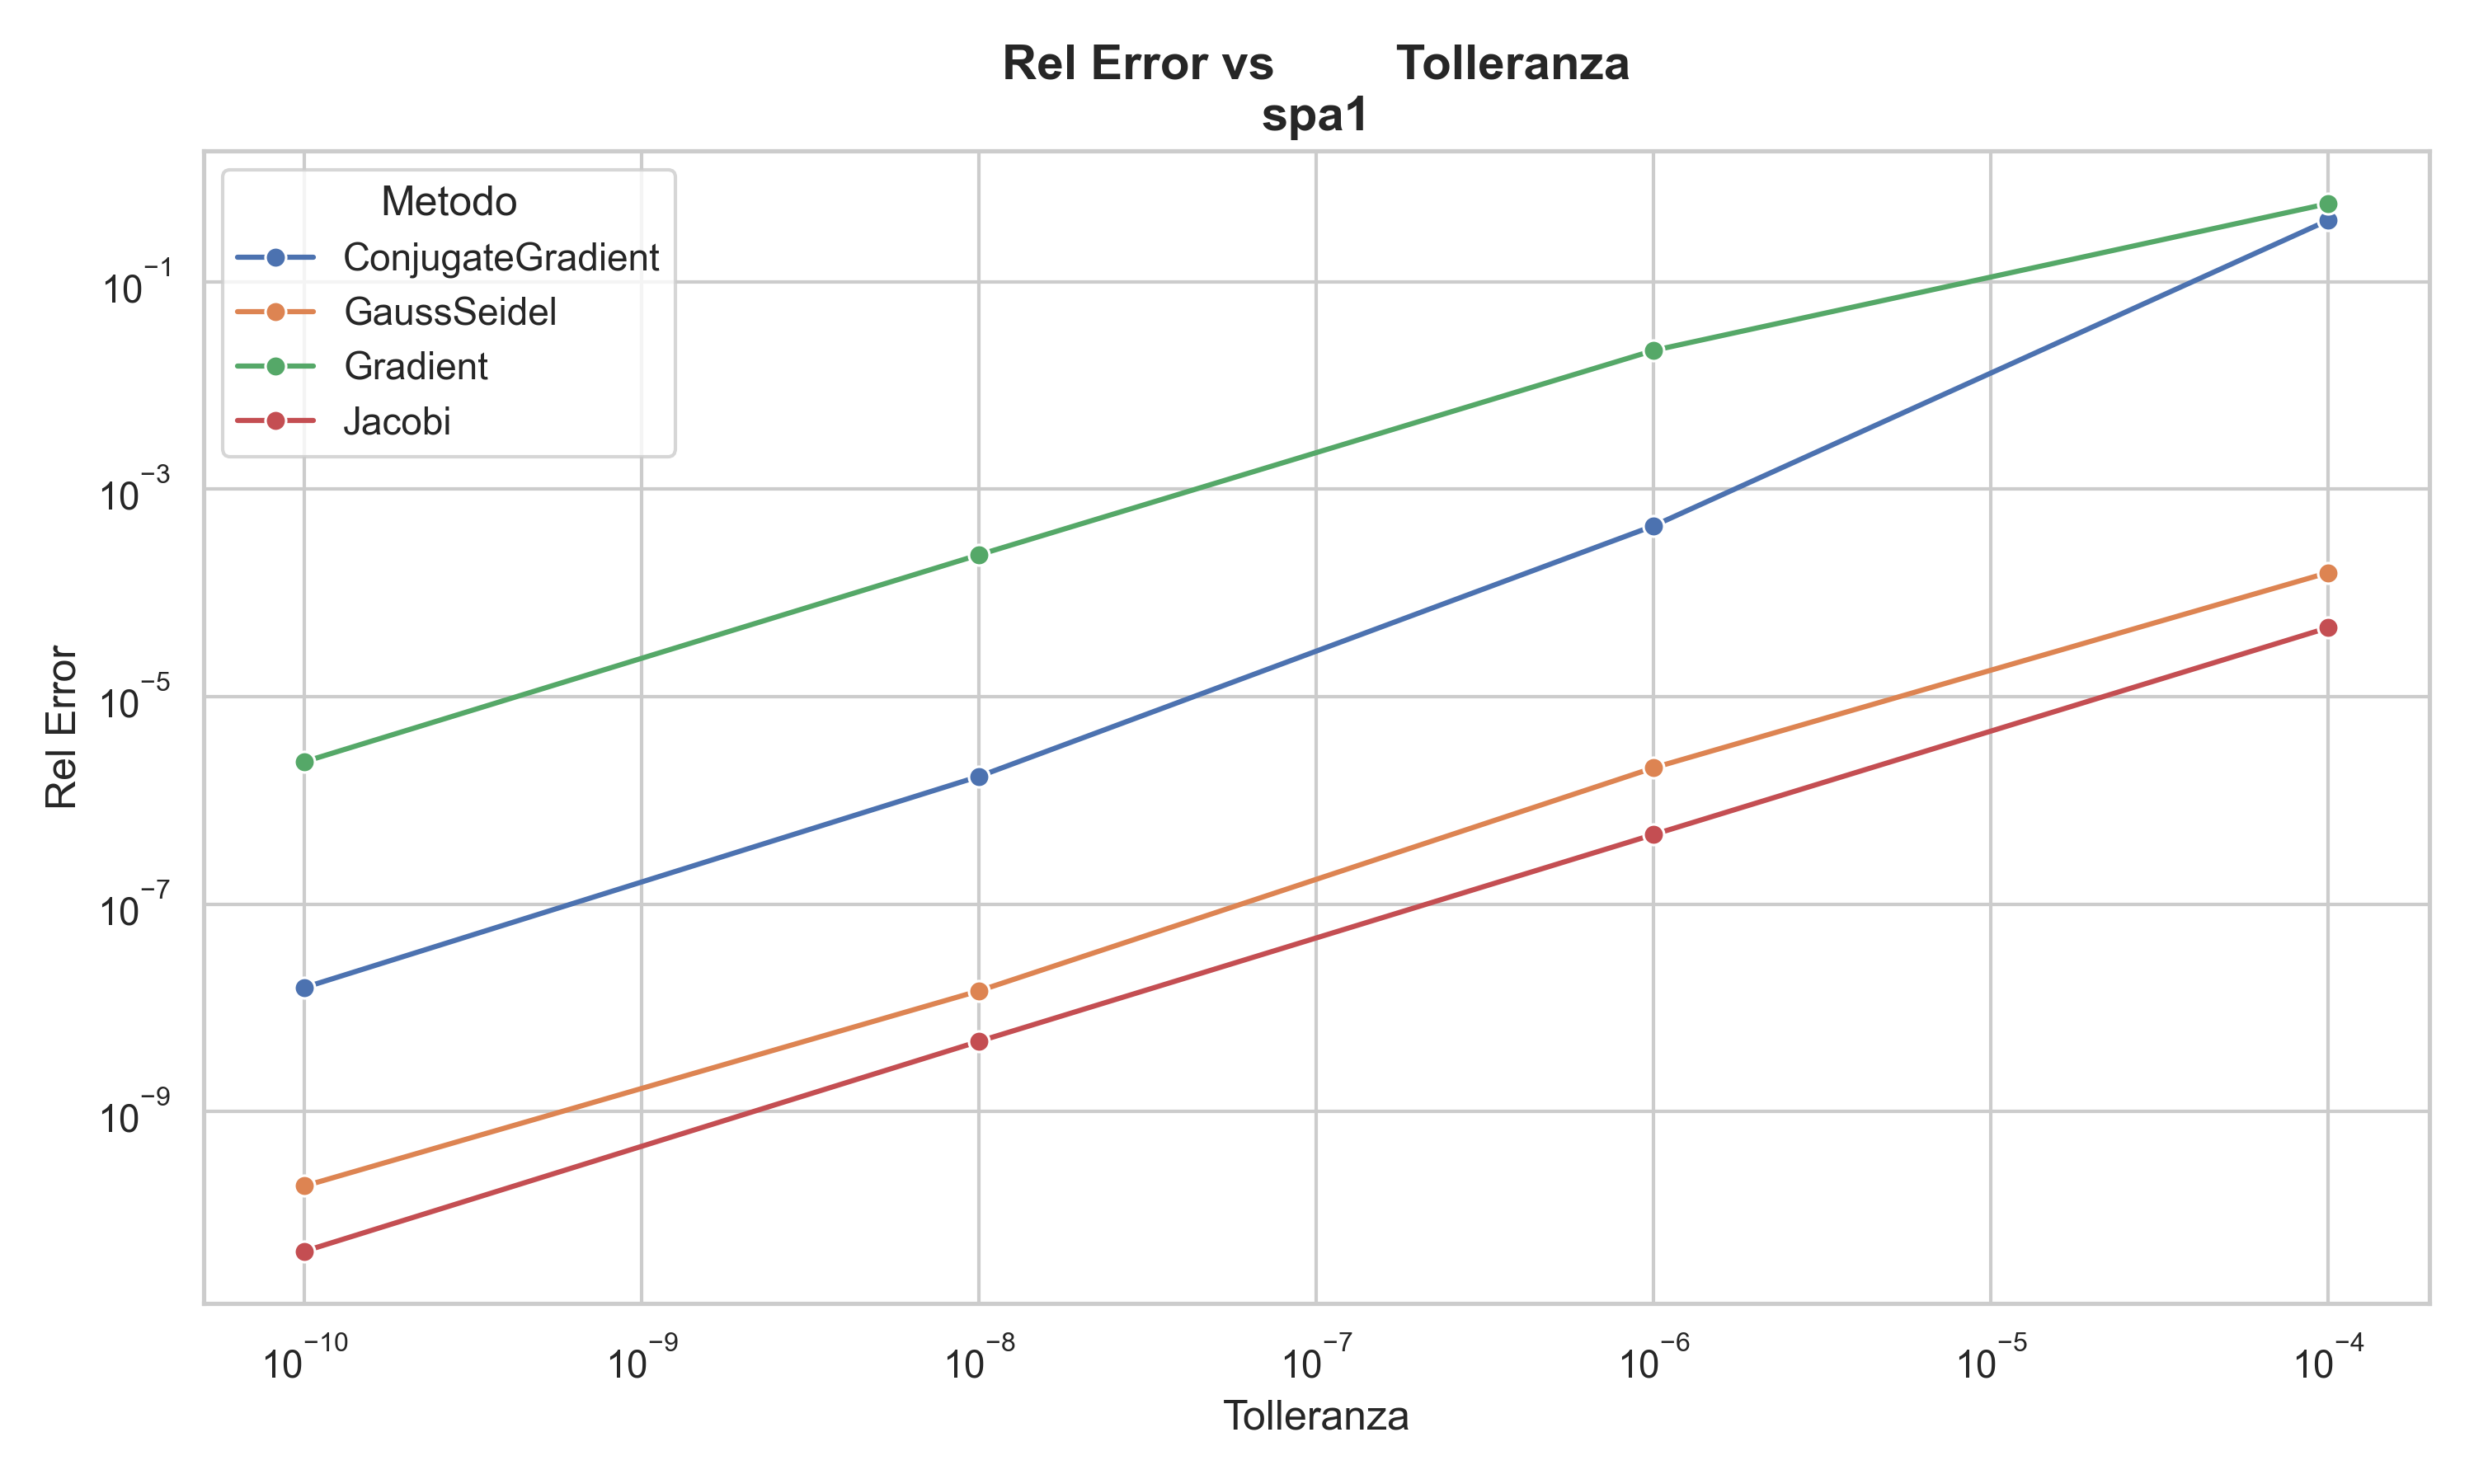 Rel Error vs Tolleranza
spa1
Metodo
ConjugateGradient
GaussSeidel
Gradient
Jacobi
Rel Error
10⁻¹
10⁻³
10⁻⁵
10⁻⁷
10⁻⁹
10⁻¹⁰ 10⁻⁹ 10⁻⁸ 10⁻⁷ 10⁻⁶ 10⁻⁵ 10⁻⁴
Tolleranza